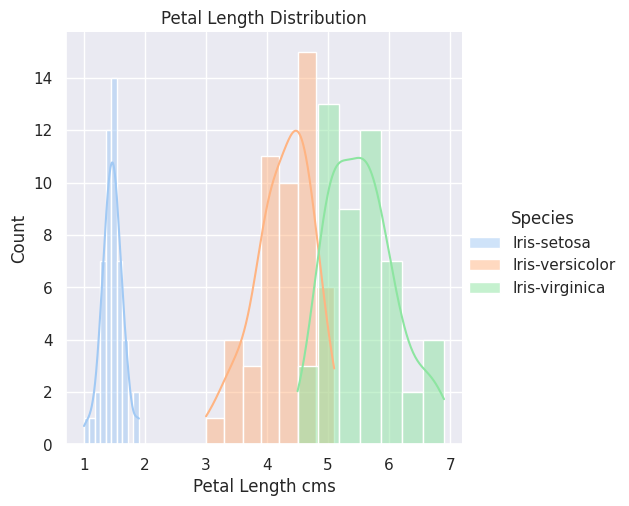 Petal Length Distribution
14
12
10
8
6
4
2
0
Count
1 2 3 4 5 6 7
Petal Length cms
Species
Iris-setosa
Iris-versicolor
Iris-virginica